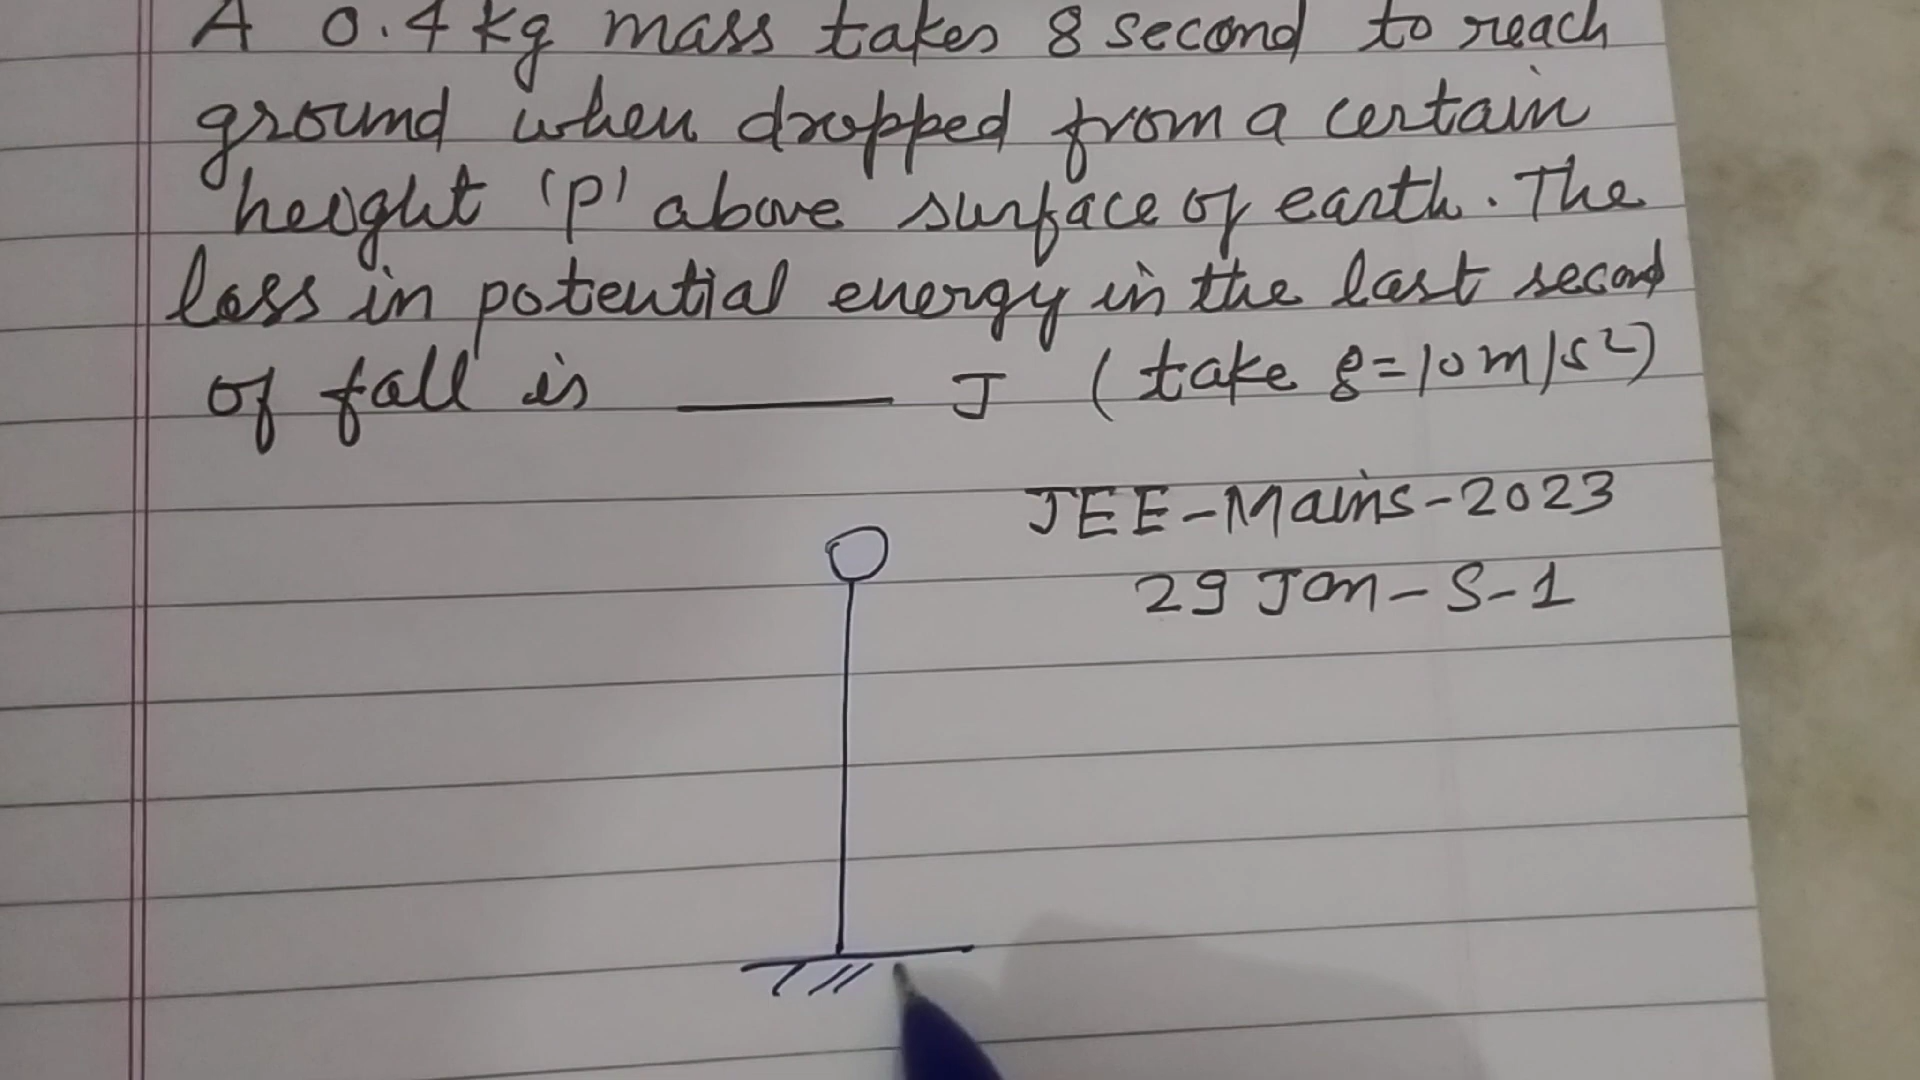 A 0.4 kg mass takes 8 second to reach
ground when dropped from a certain
height 'P' above surface of earth. The
loss in potential energy in the last second
of fall is _____ J (take g=10m/s²)
JEE-Mains-2023
29 Jan-S-1